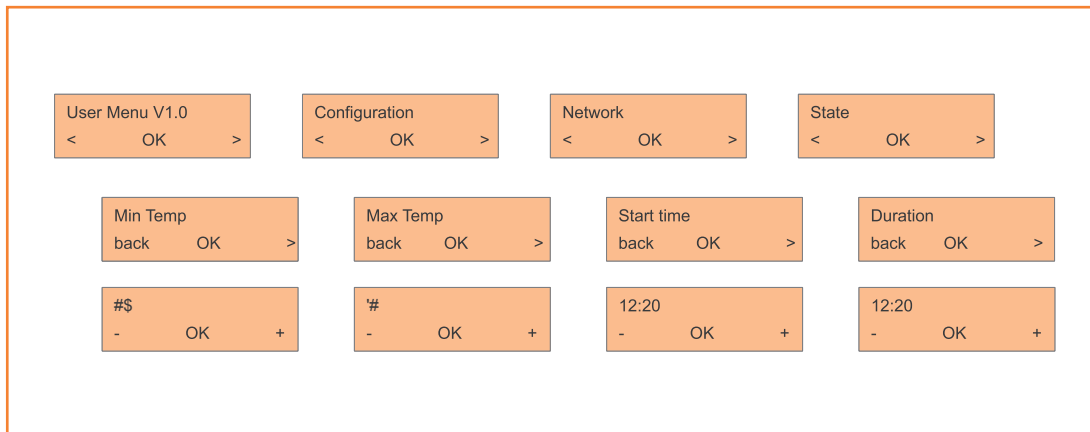 User Menu V1.0
< OK >
Configuration
< OK >
Network
< OK >
State
< OK >
Min Temp
back OK >
Max Temp
back OK >
Start time
back OK >
Duration
back OK >
#$
- OK +
'#
- OK +
12:20
- OK +
12:20
- OK +